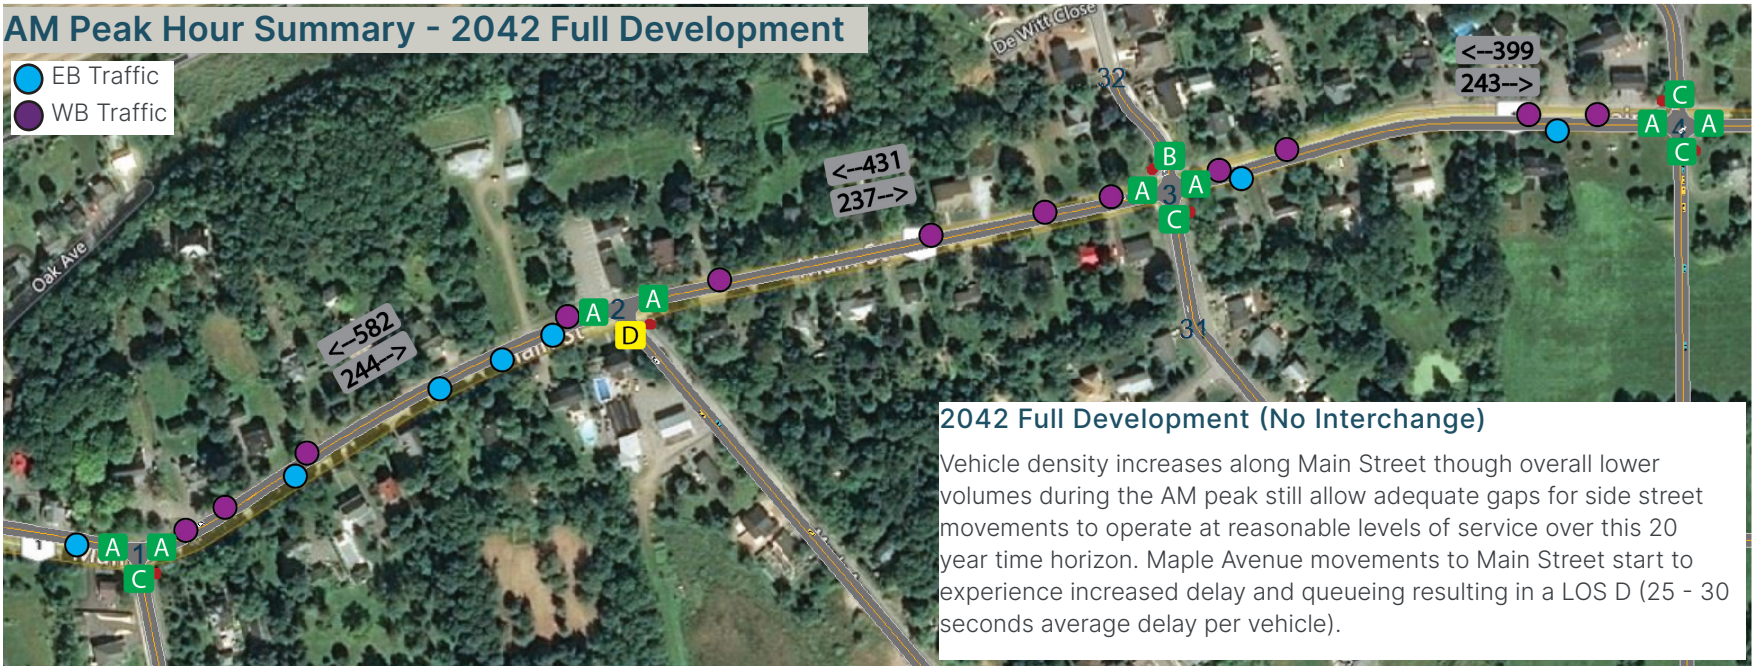 AM Peak Hour Summary - 2042 Full Development
EB Traffic
WB Traffic
De Witt Close
Oak Ave
32
<--399
243-->
C
A
4
A
C
<--431
237-->
B
A
3
A
C
31
<--582
244-->
A
2
A
D
A
1
A
C
2042 Full Development (No Interchange)
Vehicle density increases along Main Street though overall lower
volumes during the AM peak still allow adequate gaps for side street
movements to operate at reasonable levels of service over this 20
year time horizon. Maple Avenue movements to Main Street start to
experience increased delay and queueing resulting in a LOS D (25 - 30
seconds average delay per vehicle).